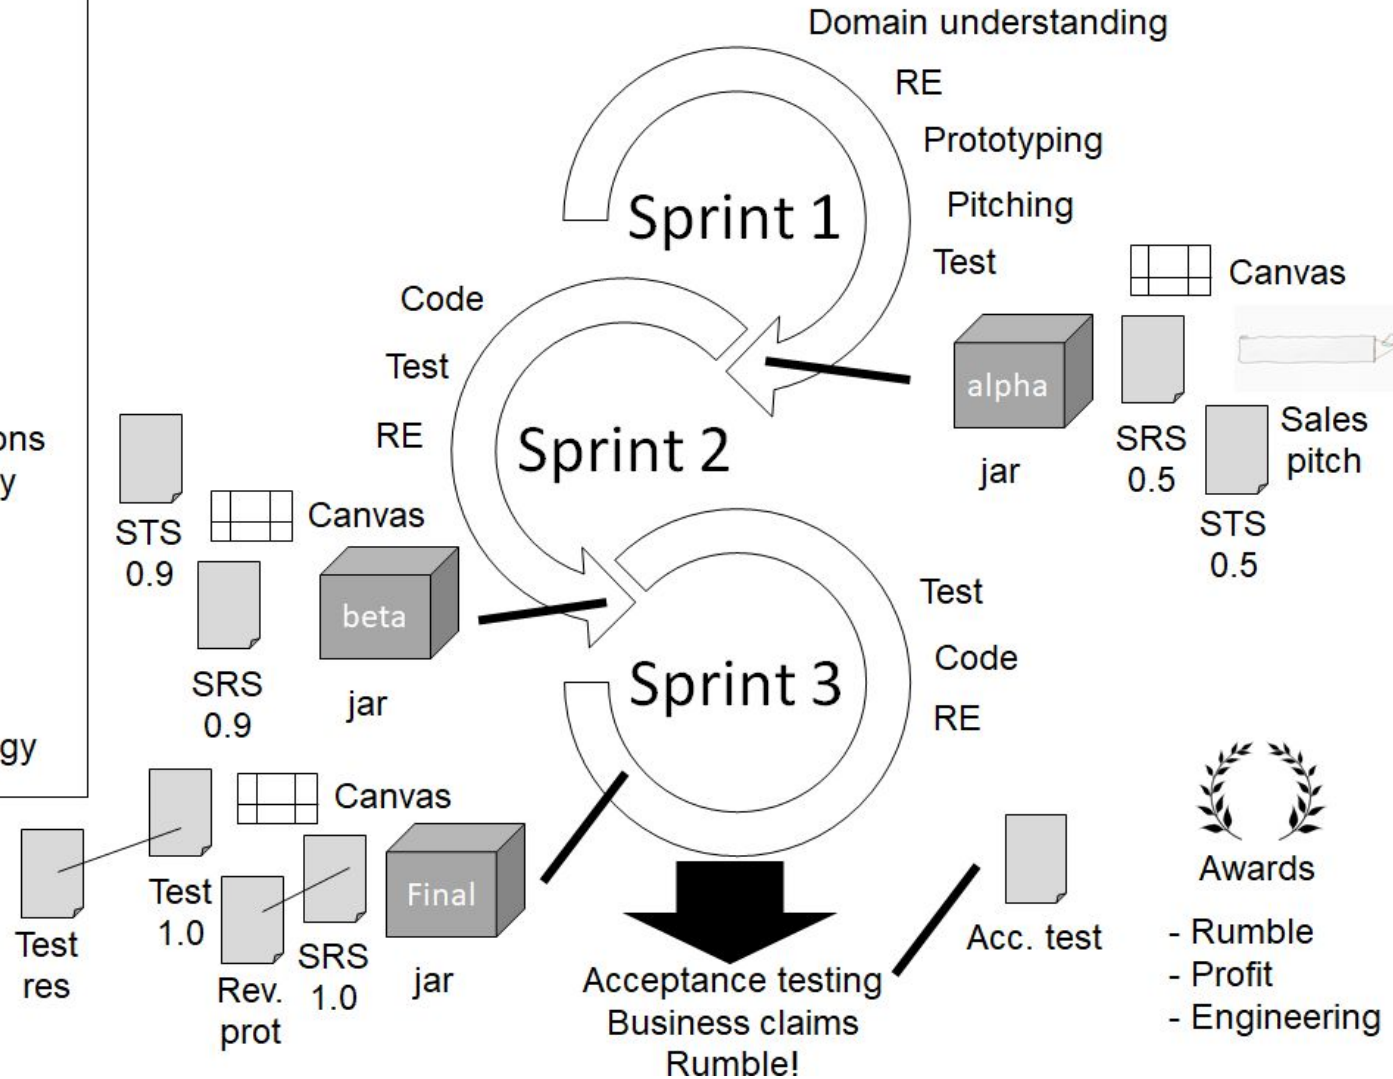 Domain understanding
RE
Prototyping
Pitching
Test
Sprint 1
Canvas
alpha
jar
SRS
0.5
Sales
pitch
STS
0.5
Code
Test
RE
Sprint 2
STS
0.9
Canvas
SRS
0.9
beta
jar
Test
Code
RE
Sprint 3
Canvas
Test
res
Test
1.0
Rev.
prot
SRS
1.0
Final
jar
Acceptance testing
Business claims
Rumble!
Acc. test
Awards
- Rumble
- Profit
- Engineering